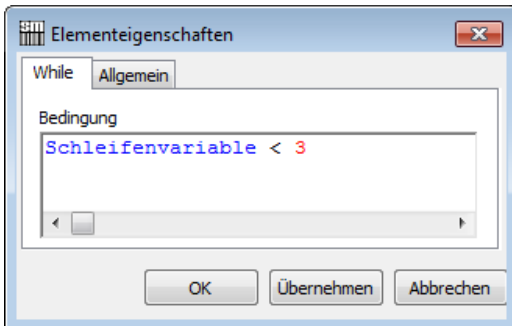 Elementeigenschaften
While Allgemein
Bedingung
Schleifenvariable < 3
OK Übernehmen Abbrechen